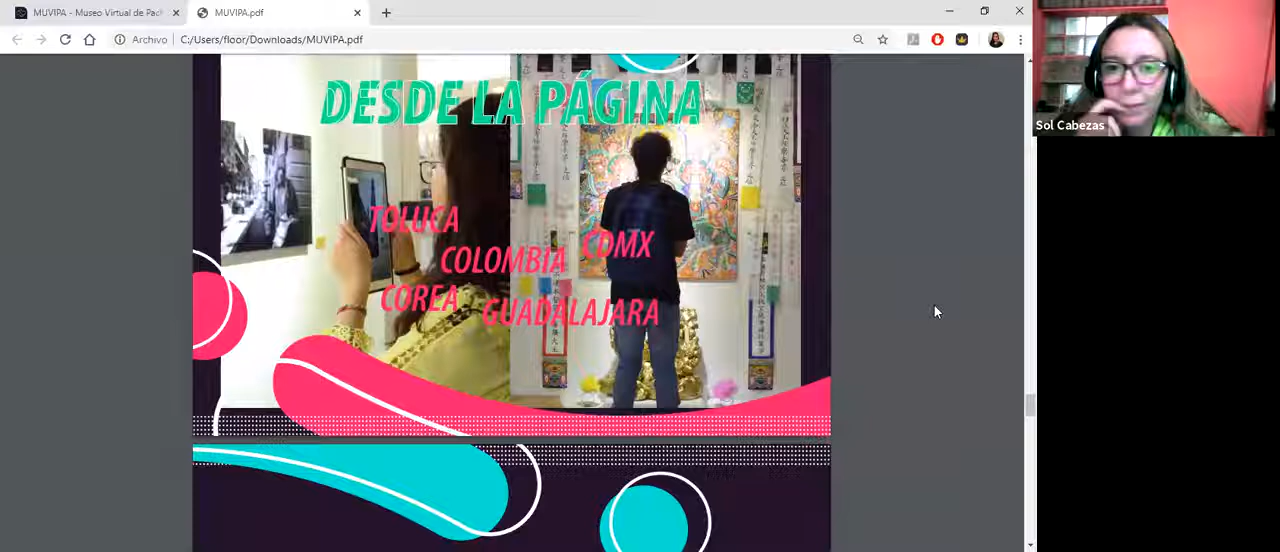 MUVIPA - Museo Virtual de Pach
MUVIPA.pdf
Archivo
C:/Users/floor/Downloads/MUVIPA.pdf
DESDE LA PÁGINA
TOLUCA
CDMX
COLOMBIA
COREA
GUADALAJARA
Sol Cabezas